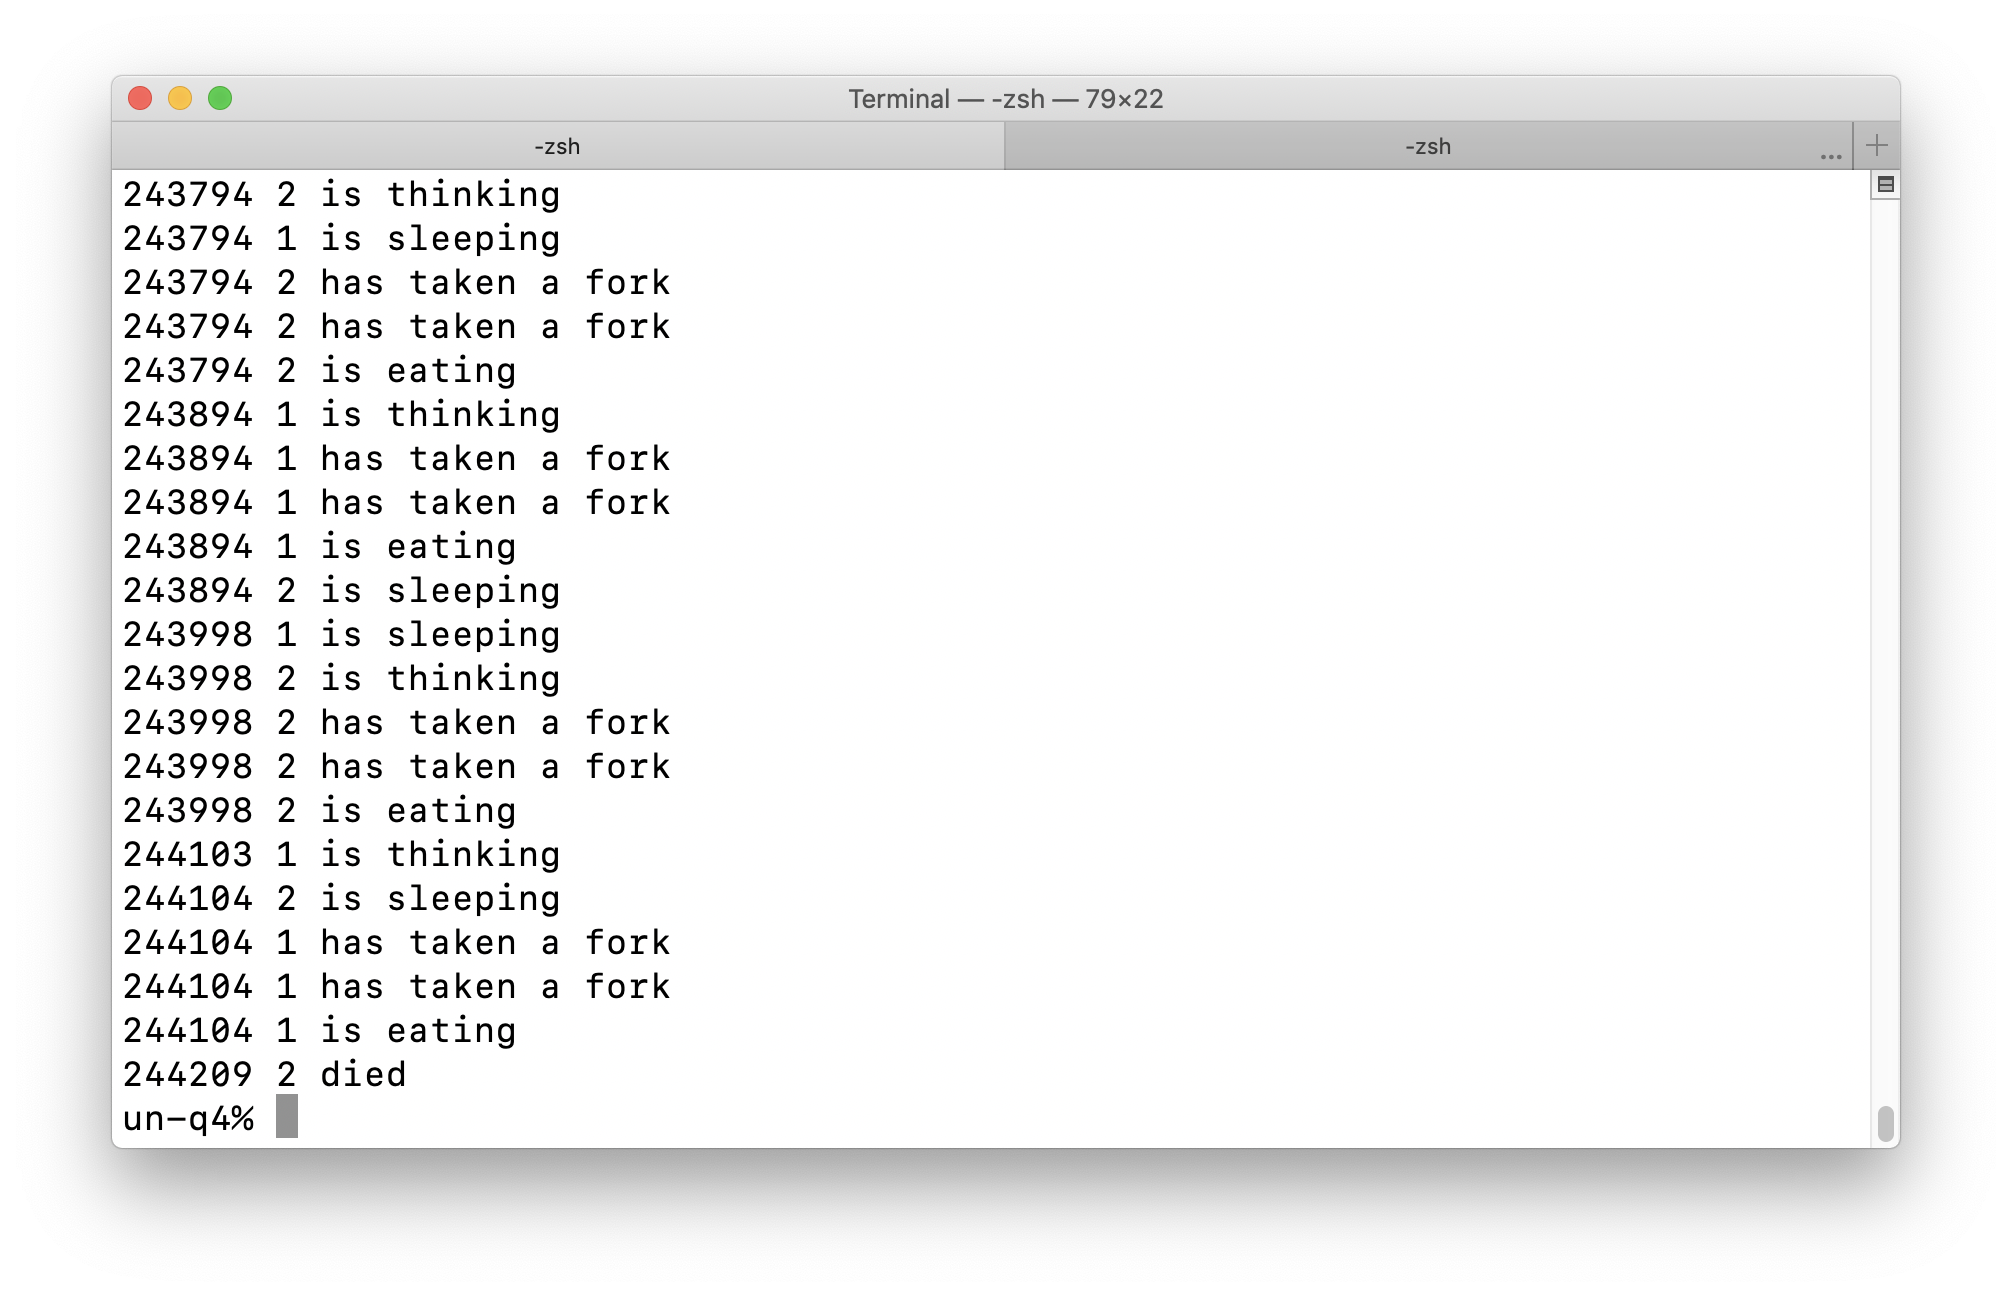 Terminal — -zsh — 79×22
-zsh
-zsh
243794 2 is thinking
243794 1 is sleeping
243794 2 has taken a fork
243794 2 has taken a fork
243794 2 is eating
243894 1 is thinking
243894 1 has taken a fork
243894 1 has taken a fork
243894 1 is eating
243894 2 is sleeping
243998 1 is sleeping
243998 2 is thinking
243998 2 has taken a fork
243998 2 has taken a fork
243998 2 is eating
244103 1 is thinking
244104 2 is sleeping
244104 1 has taken a fork
244104 1 has taken a fork
244104 1 is eating
244209 2 died
un-q4%